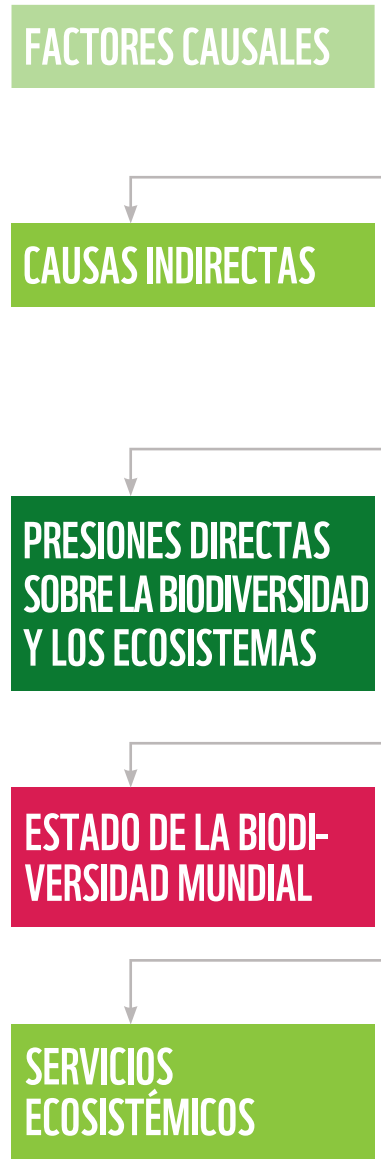 FACTORES CAUSALES
CAUSAS INDIRECTAS
PRESIONES DIRECTAS
SOBRE LA BIODIVERSIDAD
Y LOS ECOSISTEMAS
ESTADO DE LA BIODI-
VERSIDAD MUNDIAL
SERVICIOS
ECOSISTÉMICOS